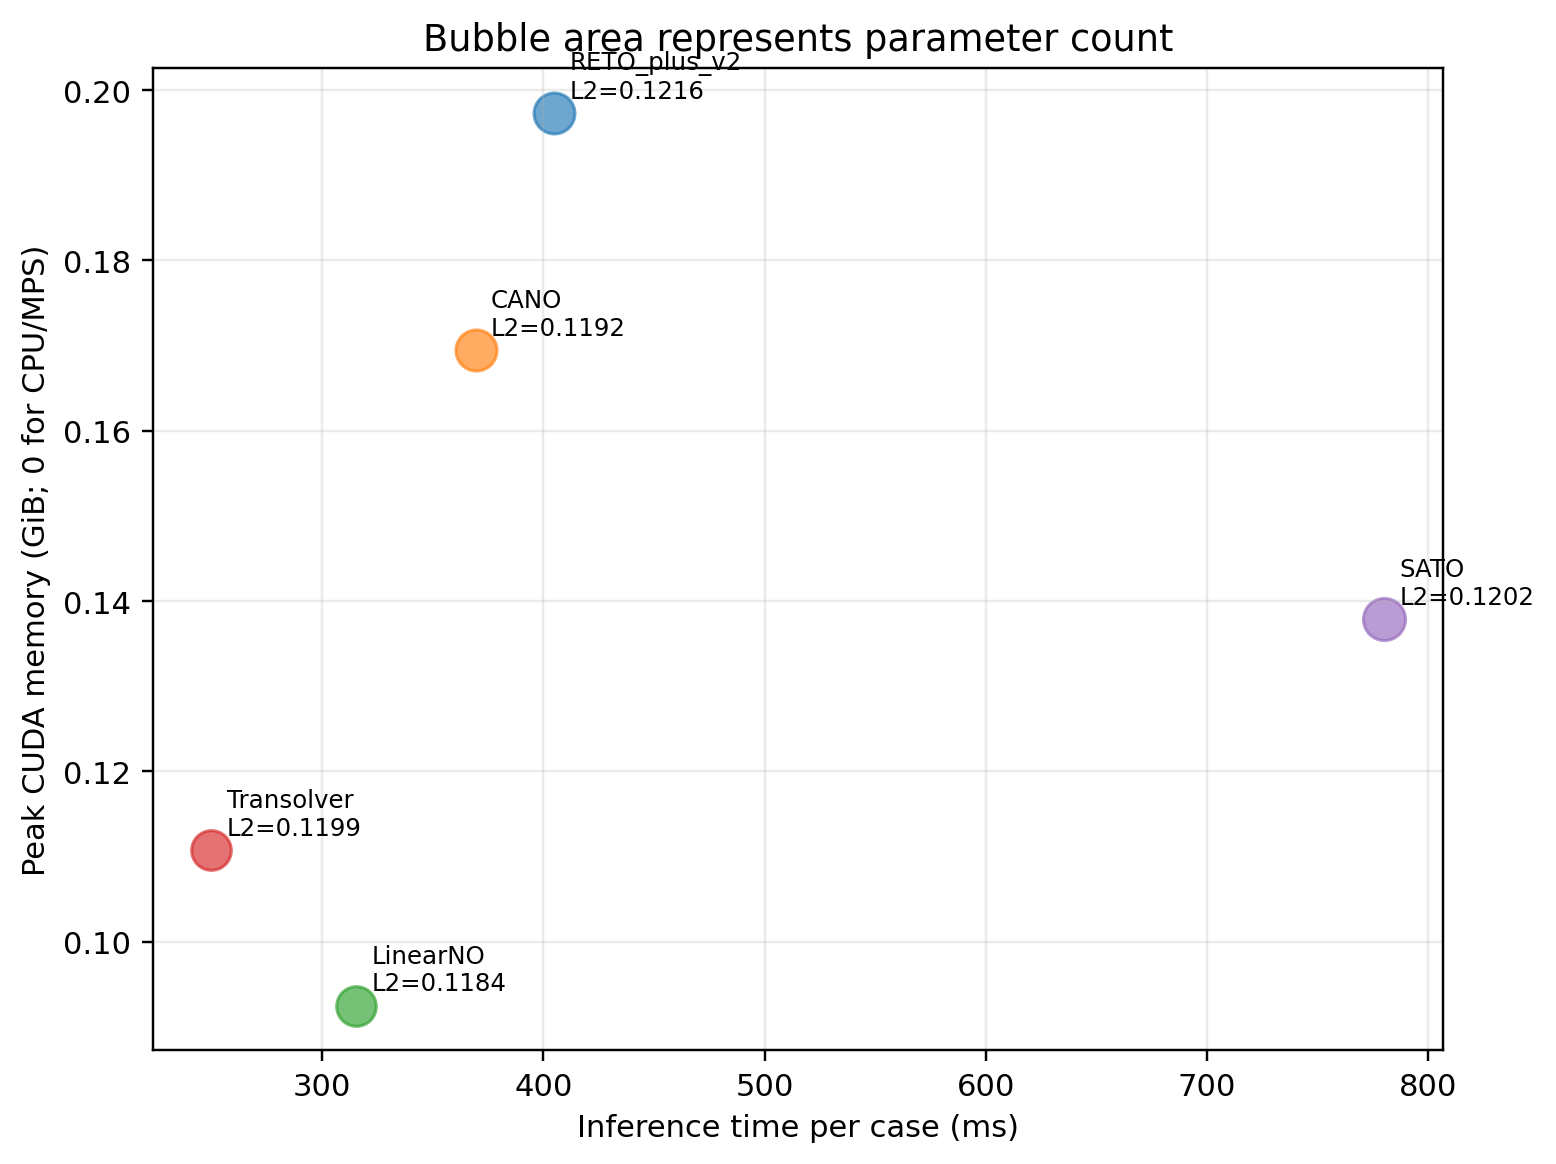 Bubble area represents parameter count
RETO_plus_v2
L2=0.1216
CANO
L2=0.1192
SATO
L2=0.1202
Transolver
L2=0.1199
LinearNO
L2=0.1184
0.20
0.18
0.16
0.14
0.12
0.10
Peak CUDA memory (GiB; 0 for CPU/MPS)
300 400 500 600 700 800
Inference time per case (ms)